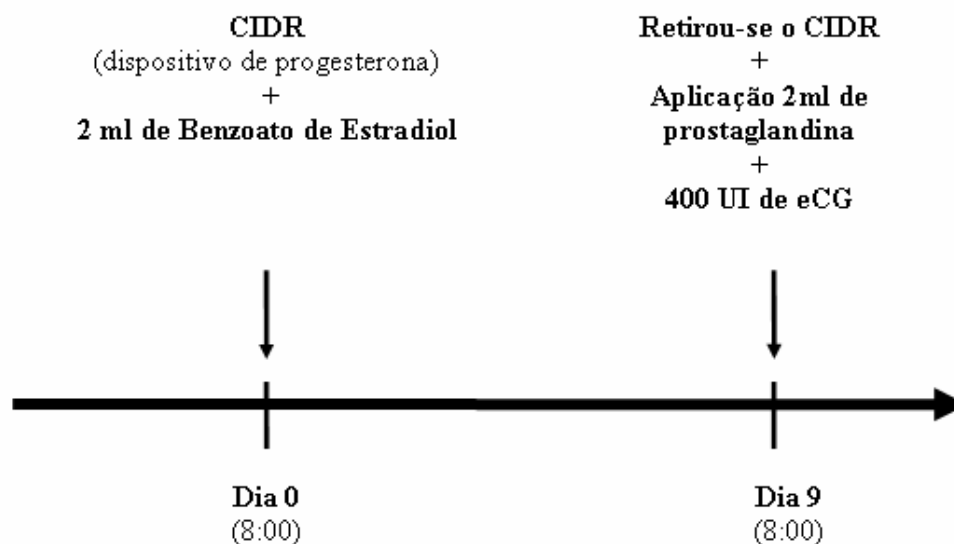 CIDR
(dispositivo de progesterona)
+
2 ml de Benzoato de Estradiol
Retirou-se o CIDR
+
Aplicação 2ml de
prostaglandina
+
400 UI de eCG
Dia 0
(8:00)
Dia 9
(8:00)